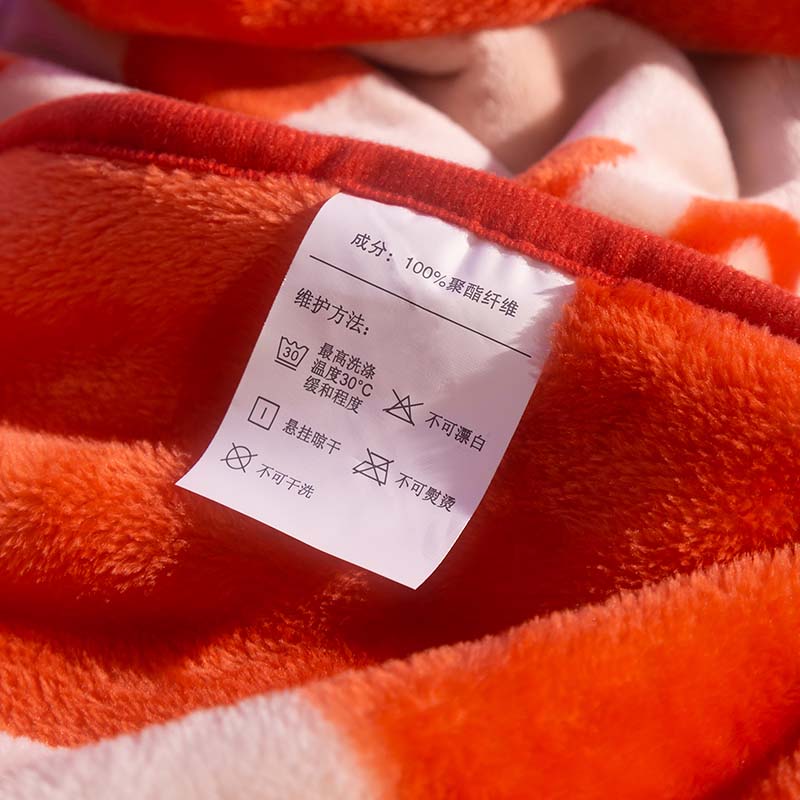 成分：100%聚酯纤维
维护方法：
30
最高洗涤
温度30°C
缓和程度
不可漂白
悬挂晾干
不可熨烫
不可干洗